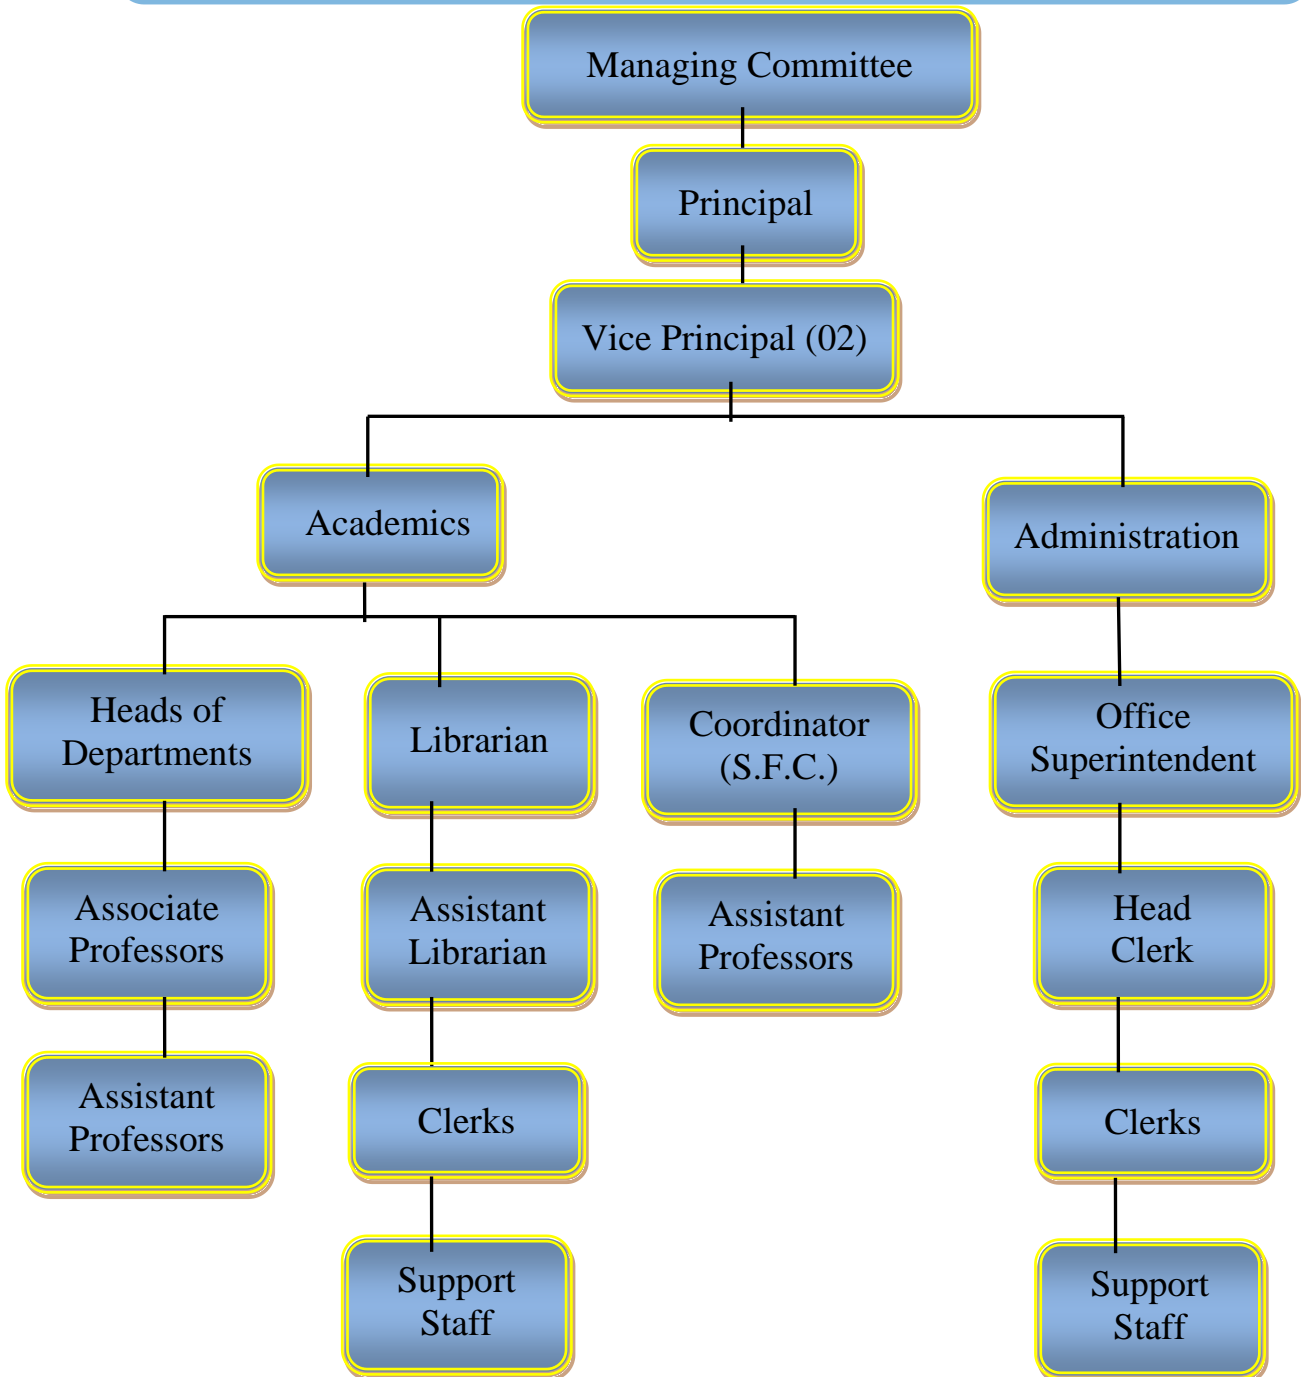 Managing Committee
Principal
Vice Principal (02)
Academics
Administration
Heads of
Departments
Librarian
Coordinator
(S.F.C.)
Office
Superintendent
Associate
Professors
Assistant
Librarian
Assistant
Professors
Head
Clerk
Assistant
Professors
Clerks
Clerks
Support
Staff
Support
Staff